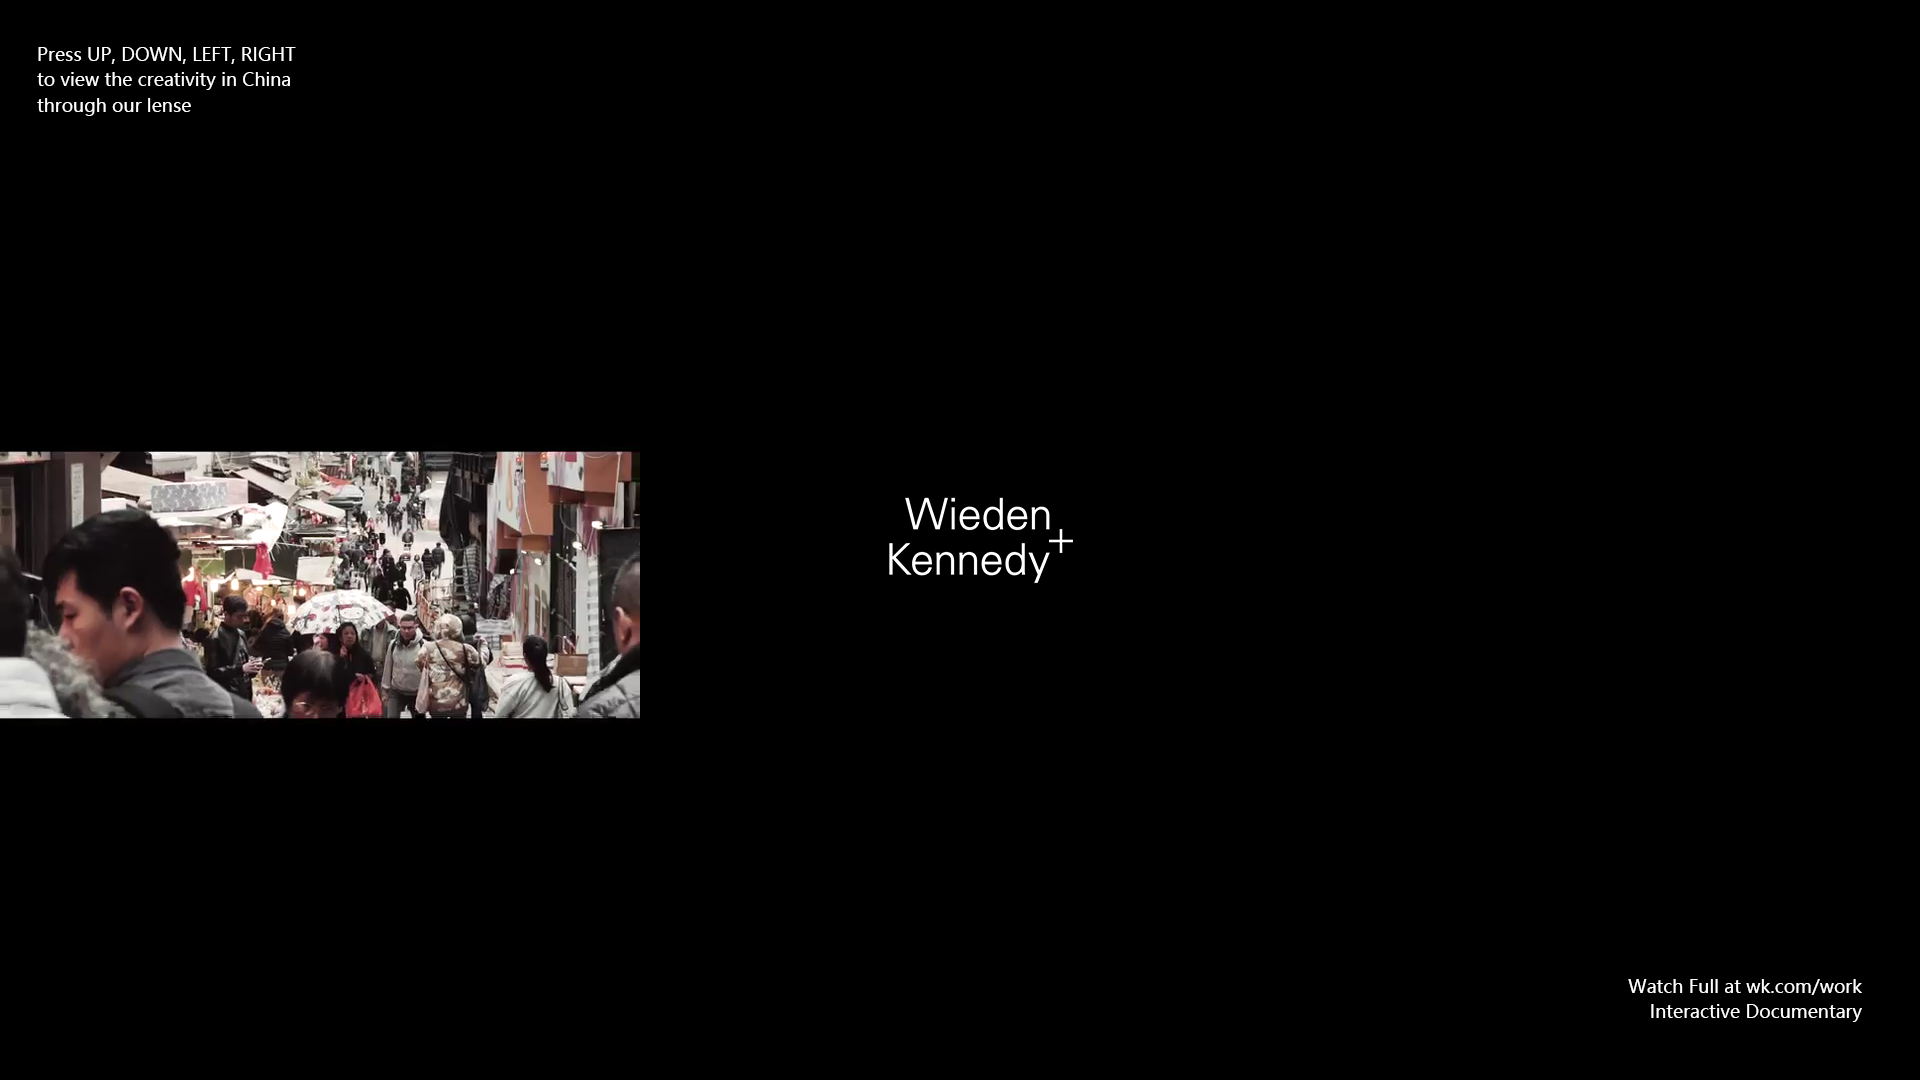 Press UP, DOWN, LEFT, RIGHT
to view the creativity in China
through our lense
Wieden
Kennedy+
Watch Full at wk.com/work
Interactive Documentary